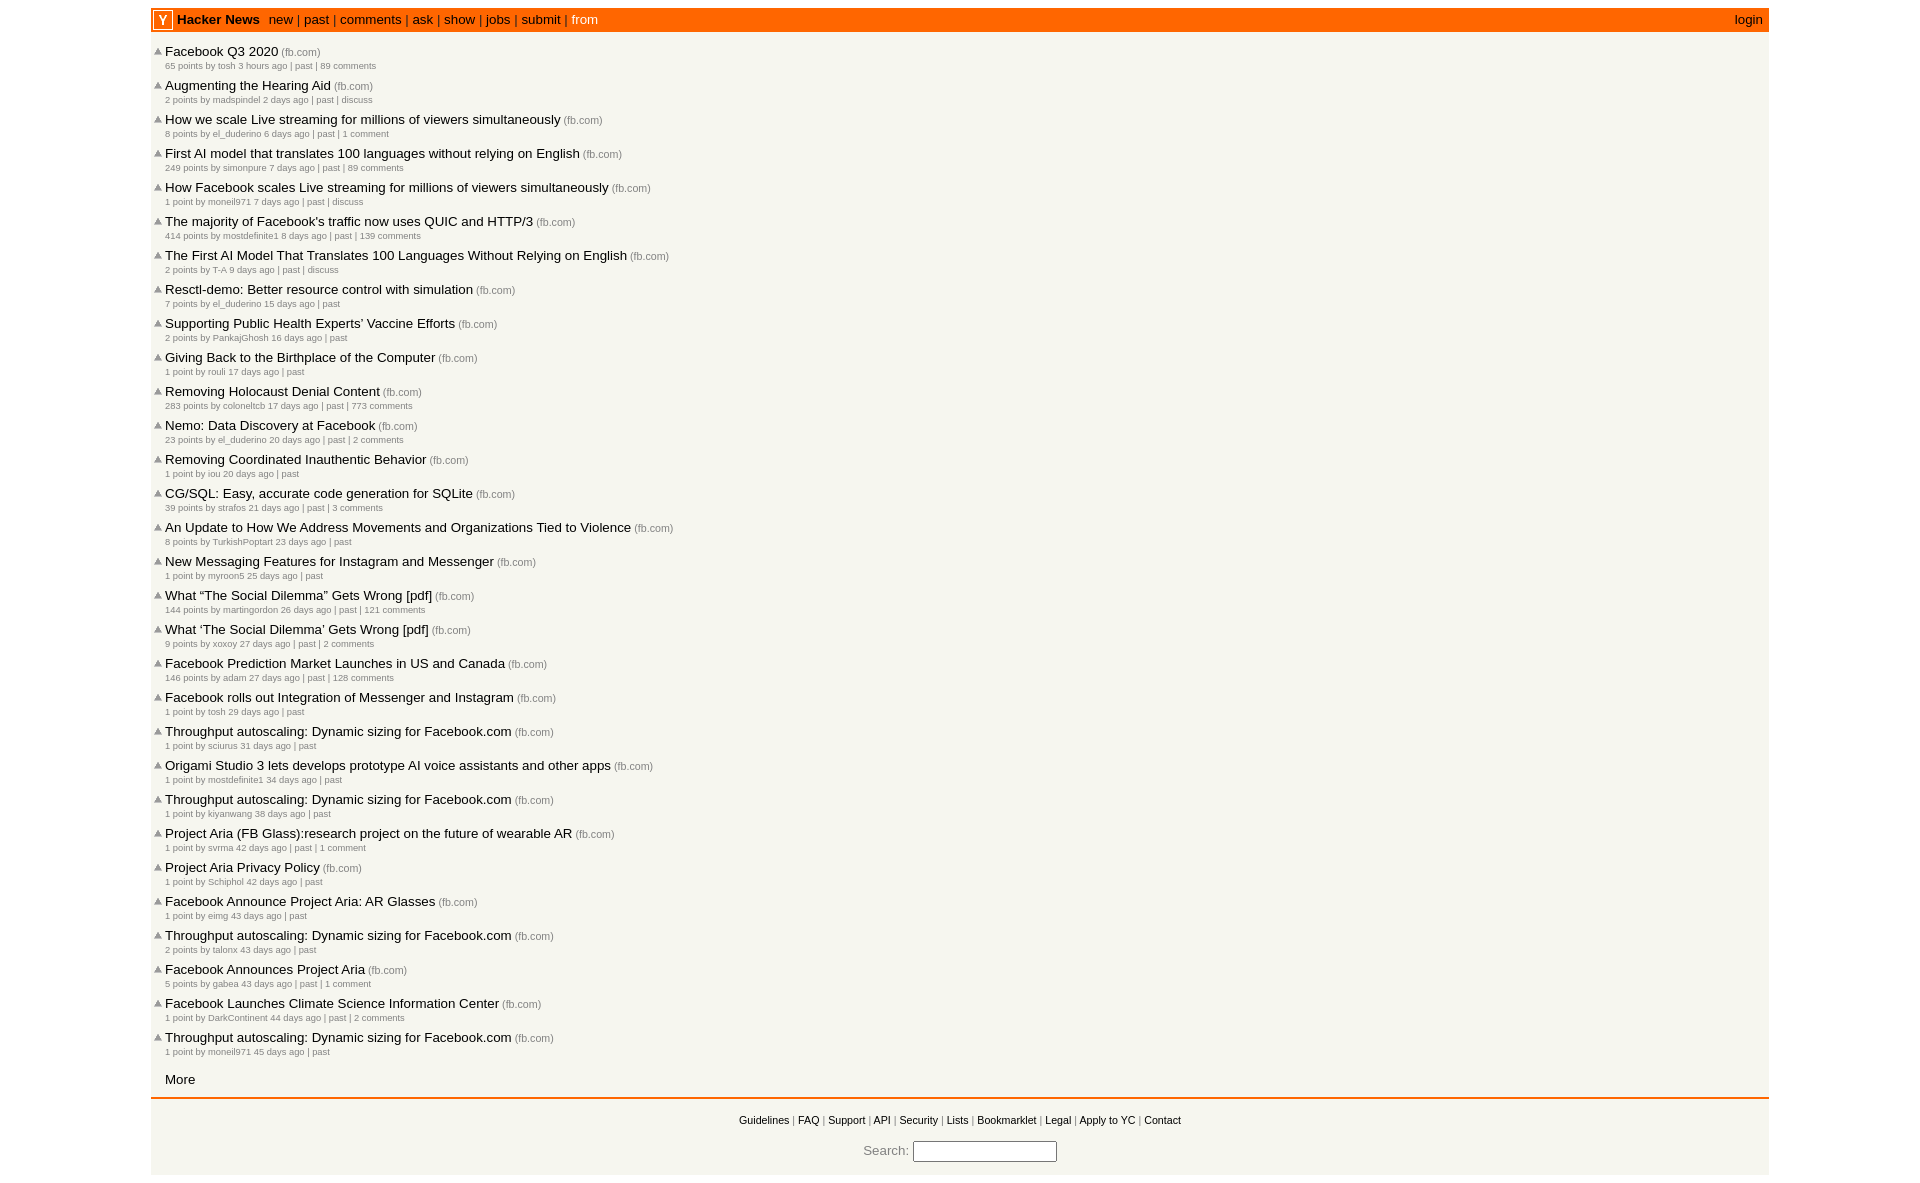 Y Hacker News new | past | comments | ask | show | jobs | submit | from login
Facebook Q3 2020 (fb.com)
65 points by tosh 3 hours ago | past | 89 comments
Augmenting the Hearing Aid (fb.com)
2 points by madspindel 2 days ago | past | discuss
How we scale Live streaming for millions of viewers simultaneously (fb.com)
8 points by el_duderino 6 days ago | past | 1 comment
First AI model that translates 100 languages without relying on English (fb.com)
249 points by simonpure 7 days ago | past | 89 comments
How Facebook scales Live streaming for millions of viewers simultaneously (fb.com)
1 point by moneil971 7 days ago | past | discuss
The majority of Facebook's traffic now uses QUIC and HTTP/3 (fb.com)
414 points by mostdefinite1 8 days ago | past | 139 comments
The First AI Model That Translates 100 Languages Without Relying on English (fb.com)
2 points by T-A 9 days ago | past | discuss
Resctl-demo: Better resource control with simulation (fb.com)
7 points by el_duderino 15 days ago | past
Supporting Public Health Experts’ Vaccine Efforts (fb.com)
2 points by PankajGhosh 16 days ago | past
Giving Back to the Birthplace of the Computer (fb.com)
1 point by rouli 17 days ago | past
Removing Holocaust Denial Content (fb.com)
283 points by coloneltcb 17 days ago | past | 773 comments
Nemo: Data Discovery at Facebook (fb.com)
23 points by el_duderino 20 days ago | past | 2 comments
Removing Coordinated Inauthentic Behavior (fb.com)
1 point by iou 20 days ago | past
CG/SQL: Easy, accurate code generation for SQLite (fb.com)
39 points by strafos 21 days ago | past | 3 comments
An Update to How We Address Movements and Organizations Tied to Violence (fb.com)
8 points by TurkishPoptart 23 days ago | past
New Messaging Features for Instagram and Messenger (fb.com)
1 point by myroon5 25 days ago | past
What “The Social Dilemma” Gets Wrong [pdf] (fb.com)
144 points by martingordon 26 days ago | past | 121 comments
What ‘The Social Dilemma’ Gets Wrong [pdf] (fb.com)
9 points by xoxoy 27 days ago | past | 2 comments
Facebook Prediction Market Launches in US and Canada (fb.com)
146 points by adam 27 days ago | past | 128 comments
Facebook rolls out Integration of Messenger and Instagram (fb.com)
1 point by tosh 29 days ago | past
Throughput autoscaling: Dynamic sizing for Facebook.com (fb.com)
1 point by sciurus 31 days ago | past
Origami Studio 3 lets develops prototype AI voice assistants and other apps (fb.com)
1 point by mostdefinite1 34 days ago | past
Throughput autoscaling: Dynamic sizing for Facebook.com (fb.com)
1 point by kiyanwang 38 days ago | past
Project Aria (FB Glass):research project on the future of wearable AR (fb.com)
1 point by svrma 42 days ago | past | 1 comment
Project Aria Privacy Policy (fb.com)
1 point by Schiphol 42 days ago | past
Facebook Announce Project Aria: AR Glasses (fb.com)
1 point by eimg 43 days ago | past
Throughput autoscaling: Dynamic sizing for Facebook.com (fb.com)
2 points by talonx 43 days ago | past
Facebook Announces Project Aria (fb.com)
5 points by gabea 43 days ago | past | 1 comment
Facebook Launches Climate Science Information Center (fb.com)
1 point by DarkContinent 44 days ago | past | 2 comments
Throughput autoscaling: Dynamic sizing for Facebook.com (fb.com)
1 point by moneil971 45 days ago | past
More
Guidelines | FAQ | Support | API | Security | Lists | Bookmarklet | Legal | Apply to YC | Contact
Search: